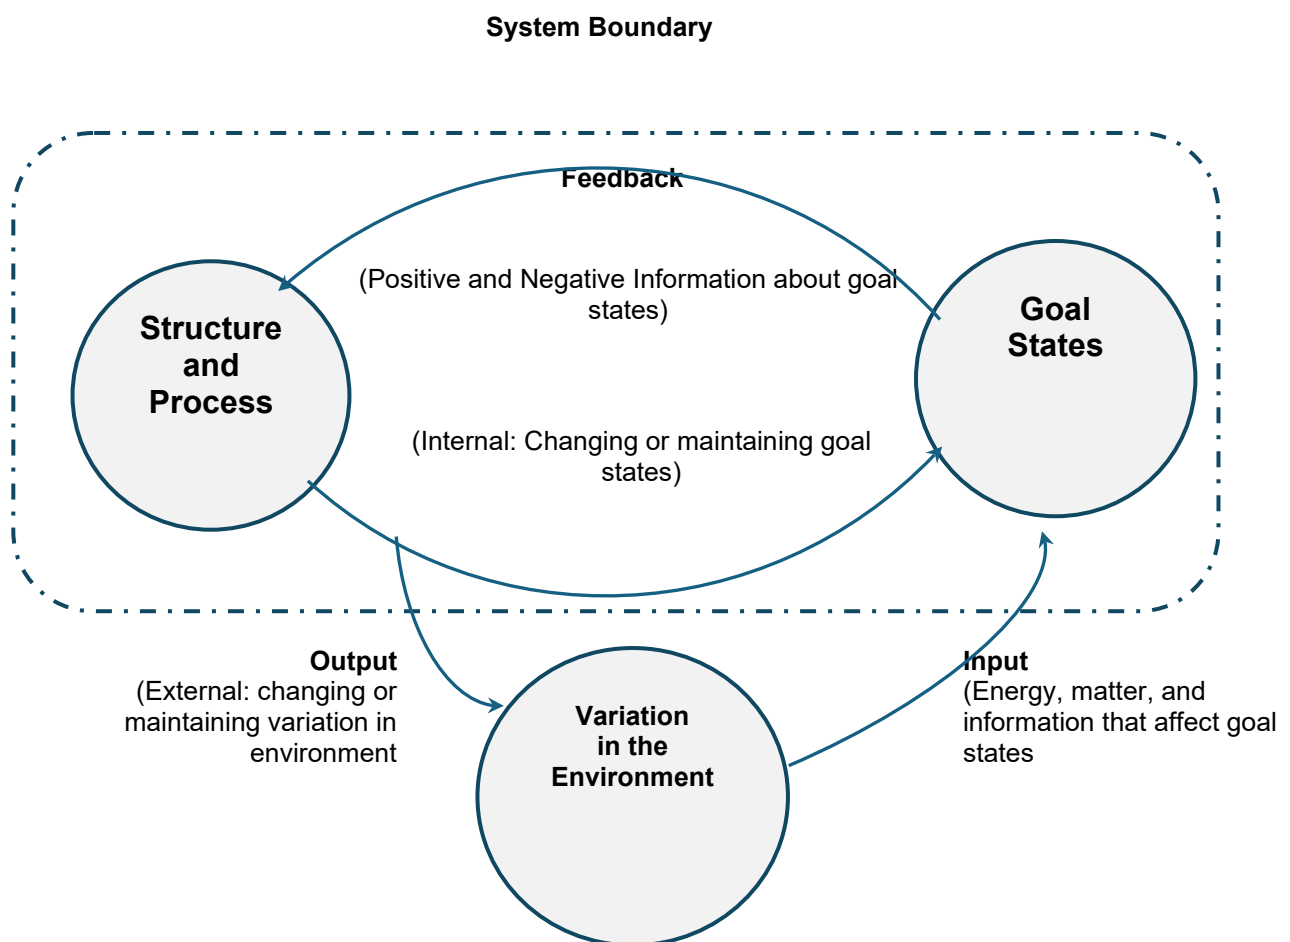 System Boundary
Feedback
(Positive and Negative Information about goal
states)
Structure
and
Process
Goal
States
(Internal: Changing or maintaining goal
states)
Output
(External: changing or
maintaining variation in
environment
Variation
in the
Environment
Input
(Energy, matter, and
information that affect goal
states